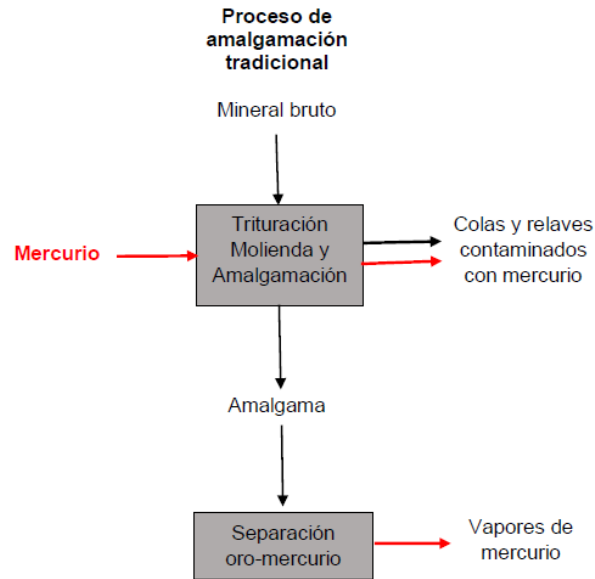 Proceso de
amalgamación
tradicional
Mineral bruto
Mercurio
Trituración
Molienda y
Amalgamación
Colas y relaves
contaminados
con mercurio
Amalgama
Separación
oro-mercurio
Vapores de
mercurio